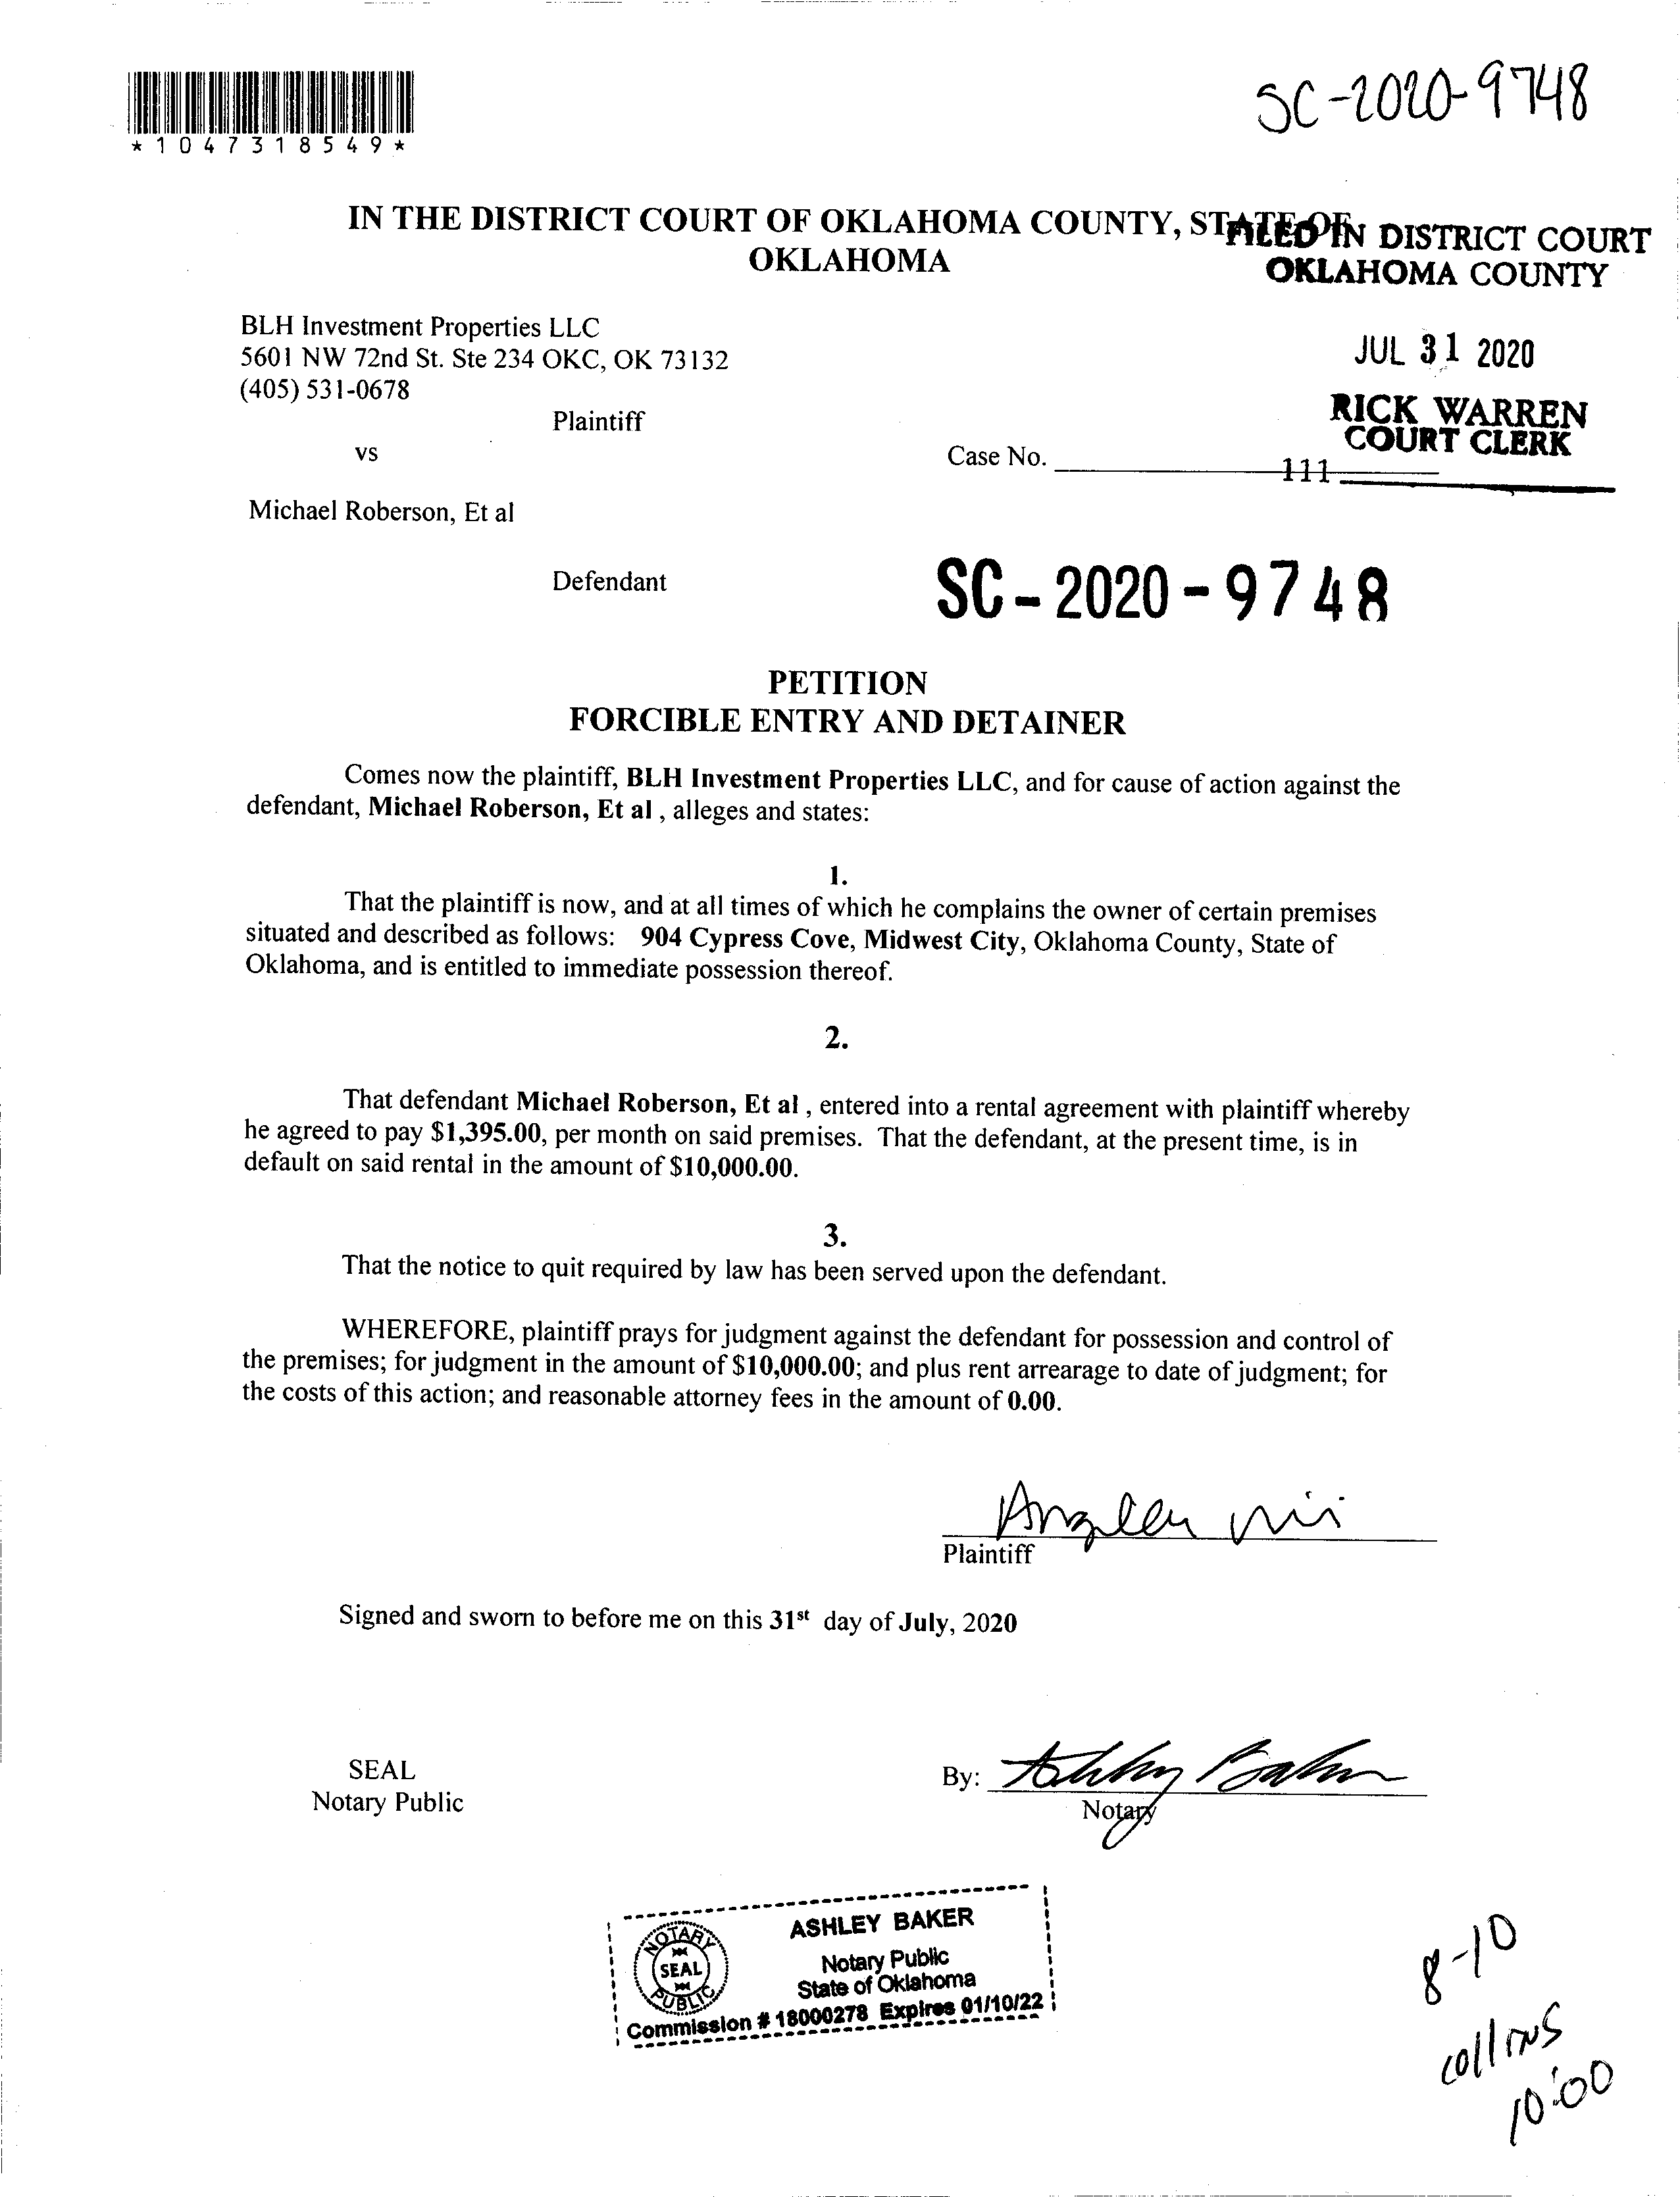 SC-2020-9748
*1047318549*
IN THE DISTRICT COURT OF OKLAHOMA COUNTY, STATE OF
OKLAHOMA
FILED IN DISTRICT COURT
OKLAHOMA COUNTY
BLH Investment Properties LLC
5601 NW 72nd St. Ste 234 OKC, OK 73132
(405) 531-0678
Plaintiff
JUL 31 2020
RICK WARREN
COURT CLERK
vs
Case No.
111
Michael Roberson, Et al
Defendant
SC-2020-9748
PETITION
FORCIBLE ENTRY AND DETAINER
Comes now the plaintiff, BLH Investment Properties LLC, and for cause of action against the
defendant, Michael Roberson, Et al , alleges and states:
1.
That the plaintiff is now, and at all times of which he complains the owner of certain premises
situated and described as follows: 904 Cypress Cove, Midwest City, Oklahoma County, State of
Oklahoma, and is entitled to immediate possession thereof.
2.
That defendant Michael Roberson, Et al , entered into a rental agreement with plaintiff whereby
he agreed to pay $1,395.00, per month on said premises. That the defendant, at the present time, is in
default on said rental in the amount of $10,000.00.
3.
That the notice to quit required by law has been served upon the defendant.
WHEREFORE, plaintiff prays for judgment against the defendant for possession and control of
the premises; for judgment in the amount of $10,000.00; and plus rent arrearage to date of judgment; for
the costs of this action; and reasonable attorney fees in the amount of 0.00.
Plaintiff
Signed and sworn to before me on this 31st day of July, 2020
SEAL
Notary Public
By: Ashley Baker
Notary
NOTARY
SEAL
PUBLIC
ASHLEY BAKER
Notary Public
State of Oklahoma
Commission # 18000278 Expires 01/10/22
8-10
collins
10:00